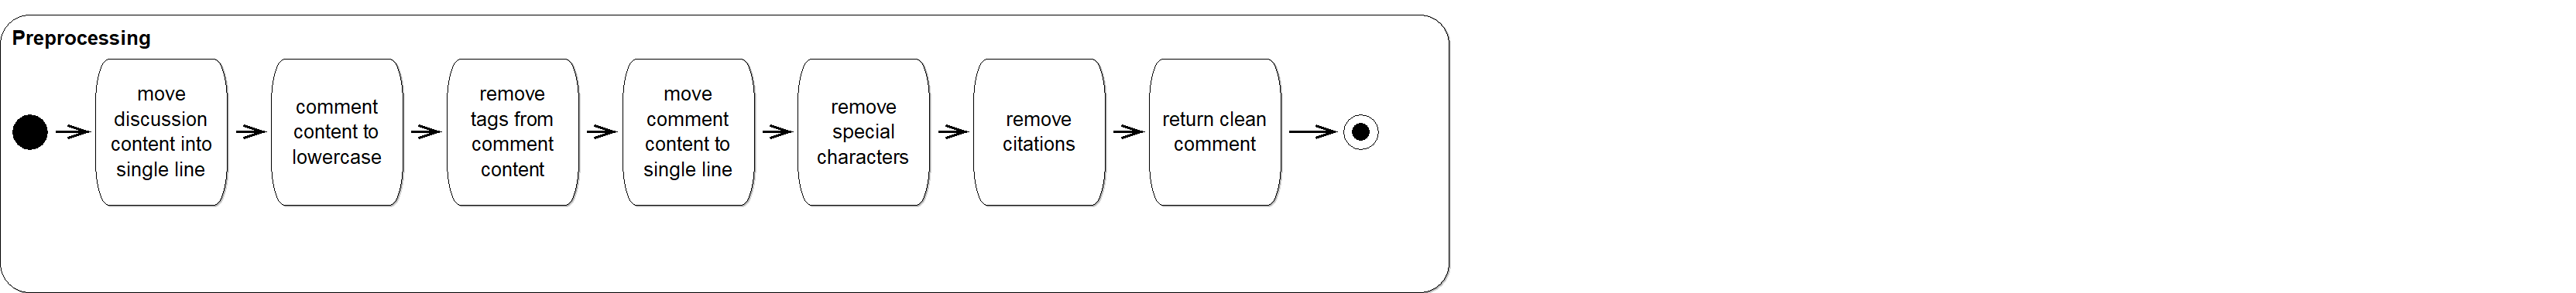 Preprocessing
move
discussion
content into
single line
comment
content to
lowercase
remove
tags from
comment
content
move
comment
content to
single line
remove
special
characters
remove
citations
return clean
comment